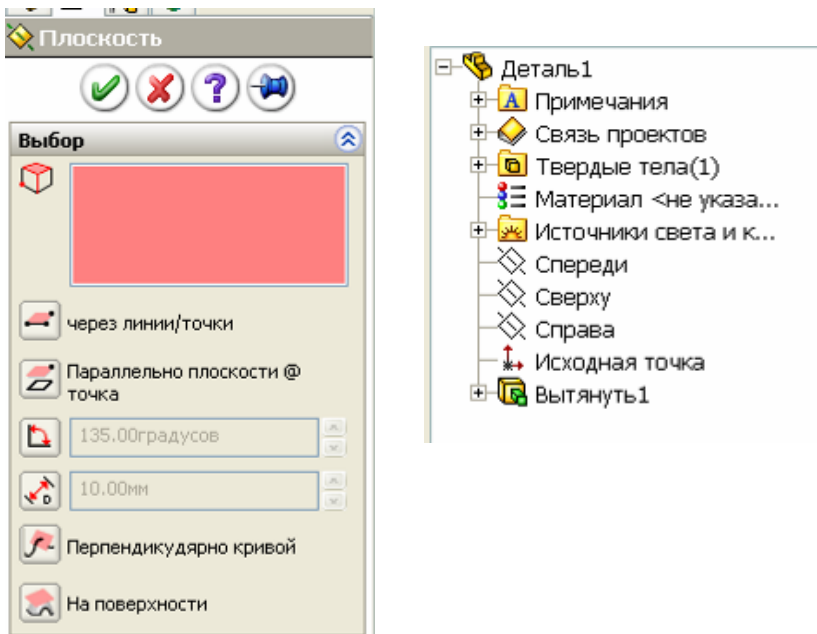 Плоскость
?
Выбор
через линии/точки
Параллельно плоскости @
точка
135.00градусов
D
10.00мм
Перпендикудярно кривой
На поверхности
Деталь1
A Примечания
Связь проектов
Твердые тела(1)
Материал <не указа...
Источники света и к...
Спереди
Сверху
Справа
Исходная точка
Вытянуть1